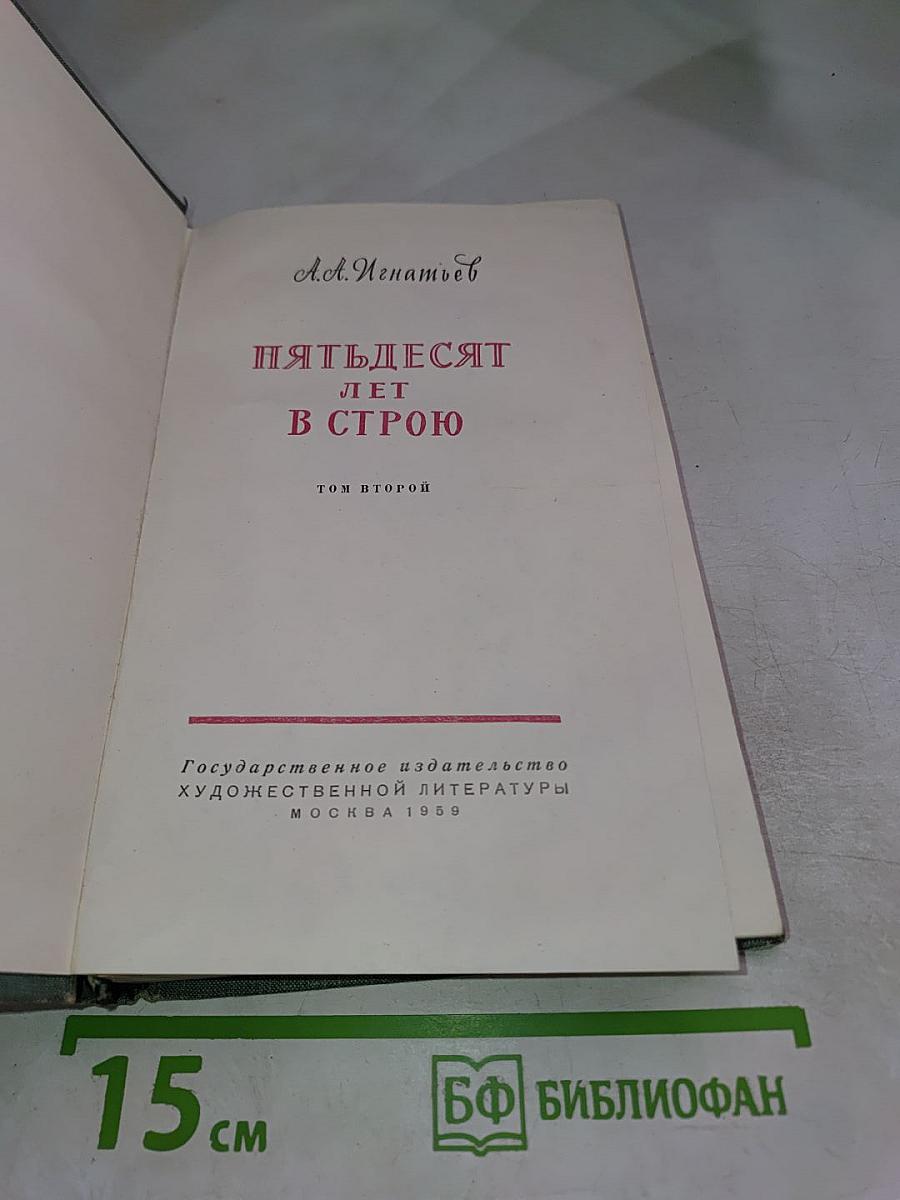 А.А.Игнатьев
ПЯТЬДЕСЯТ
ЛЕТ
В СТРОЮ
ТОМ ВТОРОЙ
Государственное издательство
ХУДОЖЕСТВЕННОЙ ЛИТЕРАТУРЫ
МОСКВА 1959
15 см
БФ БИБЛИОФАН